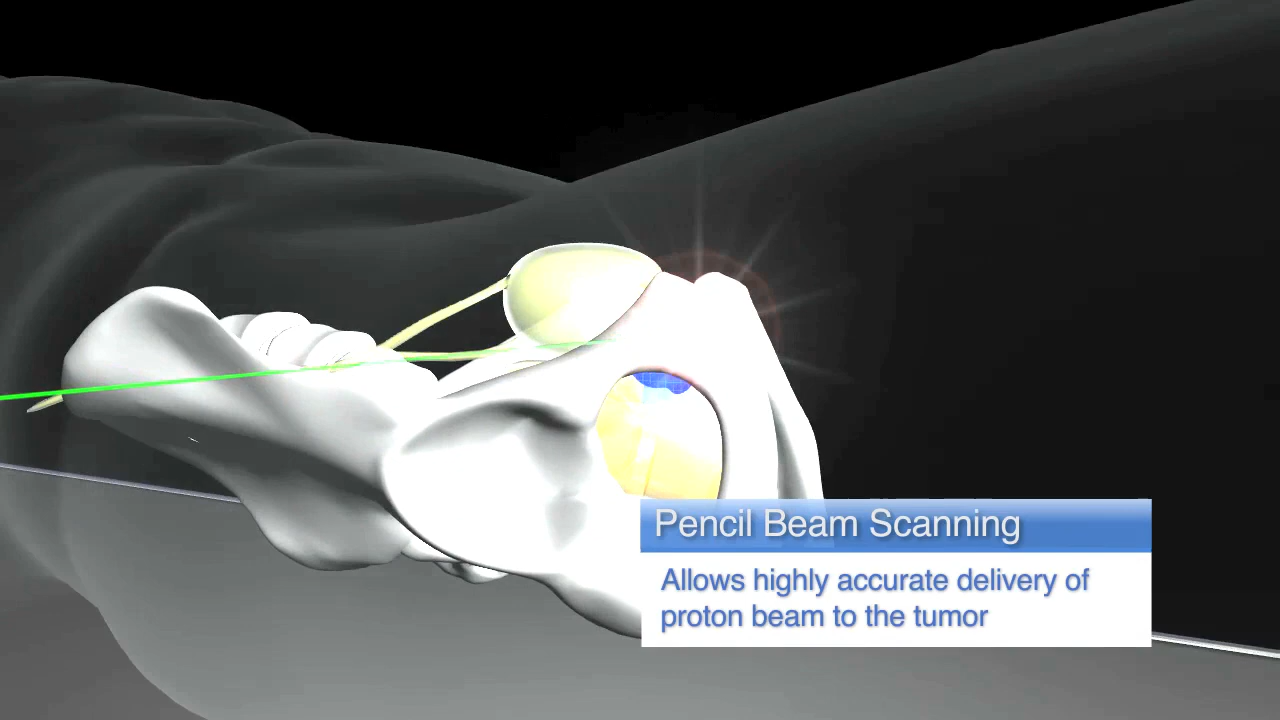 Pencil Beam Scanning
Allows highly accurate delivery of
proton beam to the tumor